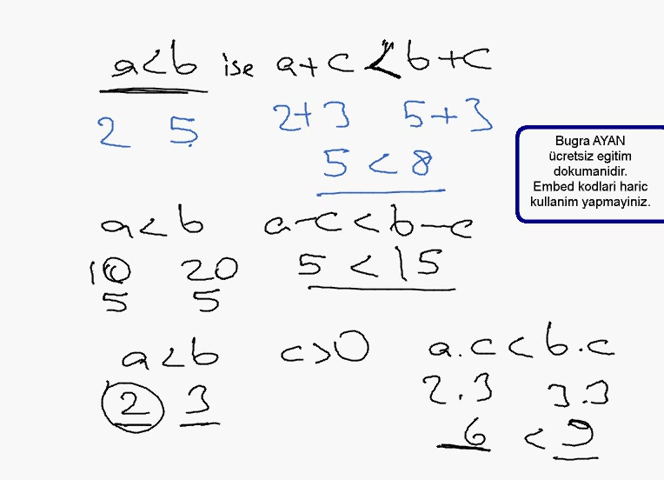 a<b ise a+c<b+c
2 5 2+3 5+3
5<8
Bugra AYAN
ücretsiz egitim
dokumanidir.
Embed kodlari haric
kullanim yapmayiniz.
a<b a-c<b-c
10 20 5<15
5 5
a<b c>0 a.c<b.c
2 3 2.3 3.3
6 <9